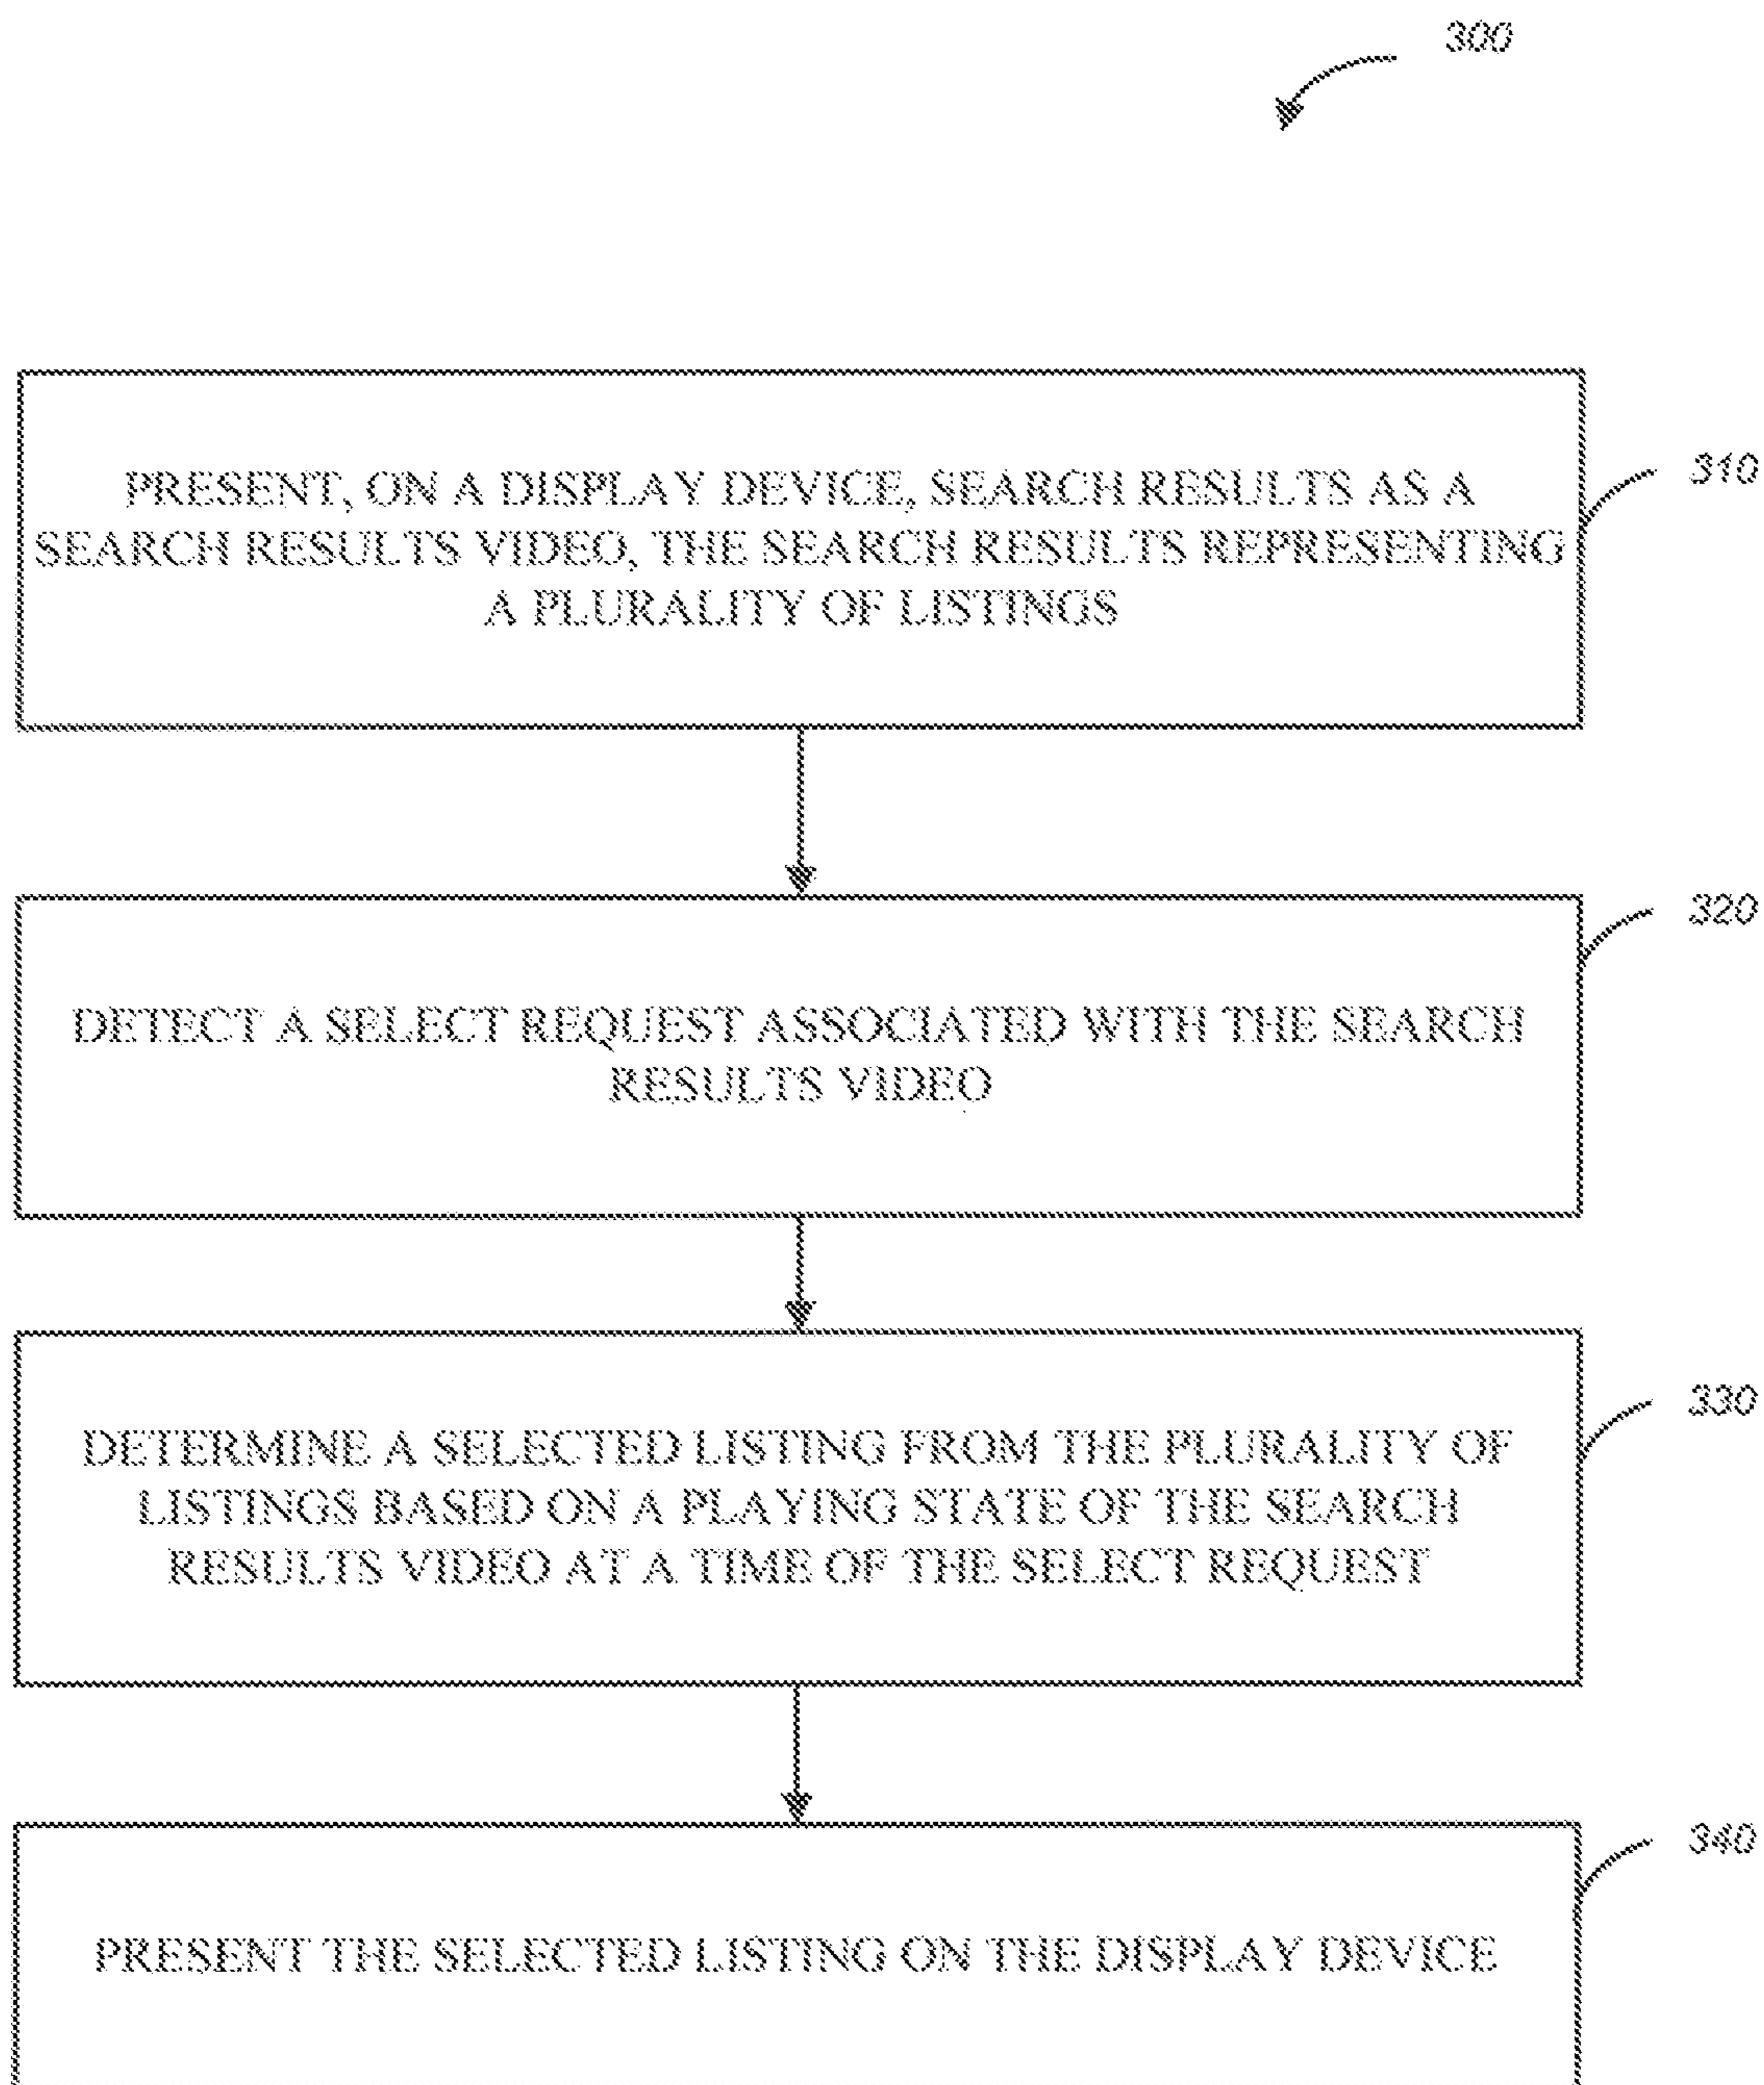 300
PRESENT, ON A DISPLAY DEVICE, SEARCH RESULTS AS A
SEARCH RESULTS VIDEO, THE SEARCH RESULTS REPRESENTING
A PLURALITY OF LISTINGS
310
DETECT A SELECT REQUEST ASSOCIATED WITH THE SEARCH
RESULTS VIDEO
320
DETERMINE A SELECTED LISTING FROM THE PLURALITY OF
LISTINGS BASED ON A PLAYING STATE OF THE SEARCH
RESULTS VIDEO AT A TIME OF THE SELECT REQUEST
330
PRESENT THE SELECTED LISTING ON THE DISPLAY DEVICE
340